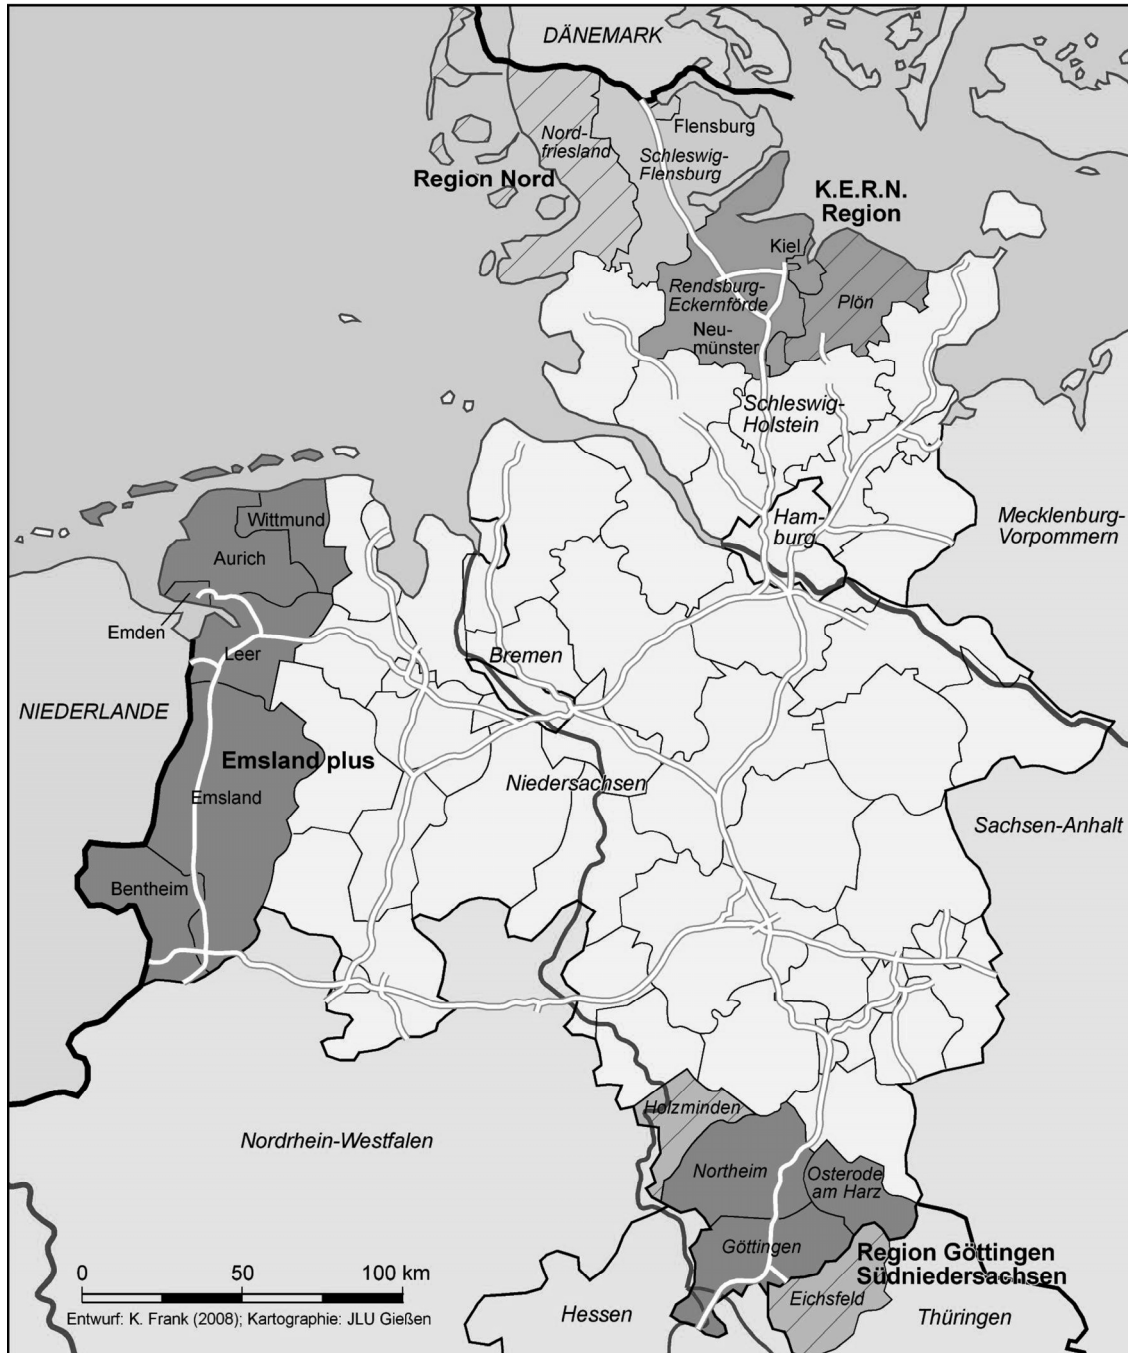 DÄNEMARK
Flensburg
Nord-
friesland
Schleswig-
Flensburg
Region Nord
K.E.R.N.
Region
Kiel
Rendsburg-
Eckernförde
Plön
Neu-
münster
Schleswig-
Holstein
Ham-
burg
Mecklenburg-
Vorpommern
Wittmund
Aurich
Emden
Leer
Bremen
NIEDERLANDE
Emsland plus
Niedersachsen
Emsland
Sachsen-Anhalt
Bentheim
Holzminden
Nordrhein-Westfalen
Northeim
Osterode
am Harz
Göttingen
Region Göttingen
Südniedersachsen
Eichsfeld
Hessen
Thüringen
0 50 100 km
Entwurf: K. Frank (2008); Kartographie: JLU Gießen